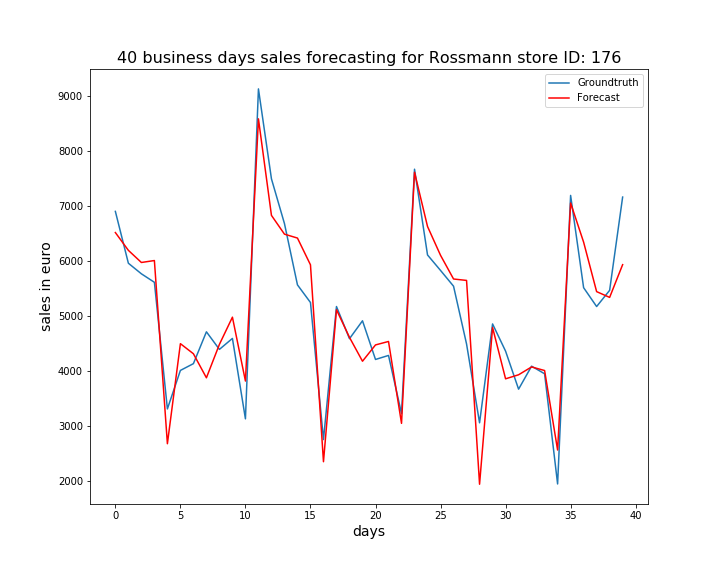 40 business days sales forecasting for Rossmann store ID: 176
Groundtruth
Forecast
sales in euro
9000
8000
7000
6000
5000
4000
3000
2000
0 5 10 15 20 25 30 35 40
days